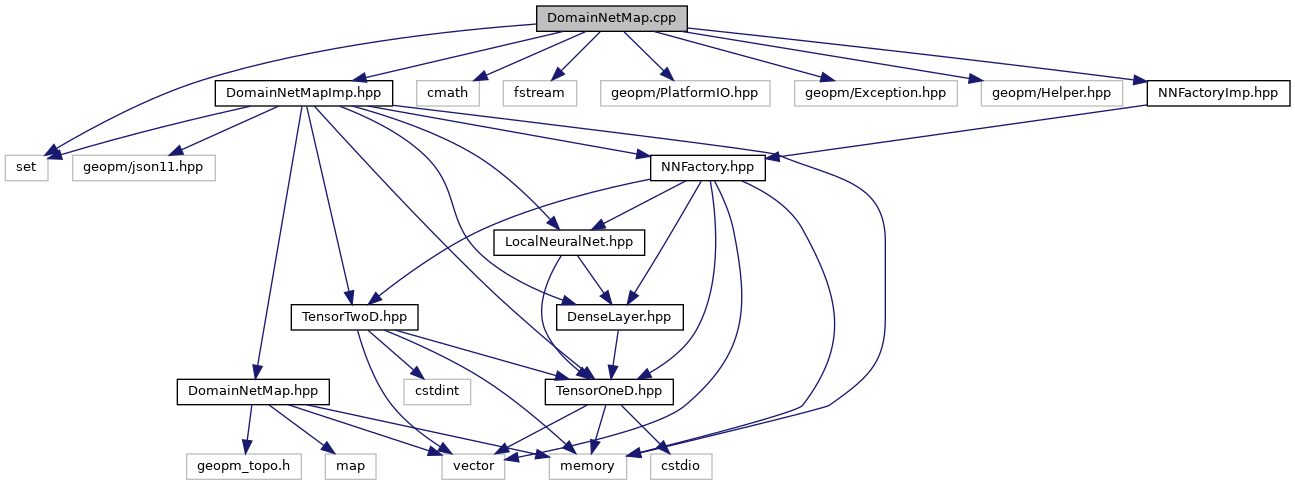 DomainNetMap.cpp
DomainNetMapImp.hpp
cmath
fstream
geopm/PlatformIO.hpp
geopm/Exception.hpp
geopm/Helper.hpp
NNFactoryImp.hpp
set
geopm/json11.hpp
NNFactory.hpp
LocalNeuralNet.hpp
TensorTwoD.hpp
DenseLayer.hpp
DomainNetMap.hpp
cstdint
TensorOneD.hpp
geopm_topo.h
map
vector
memory
cstdio